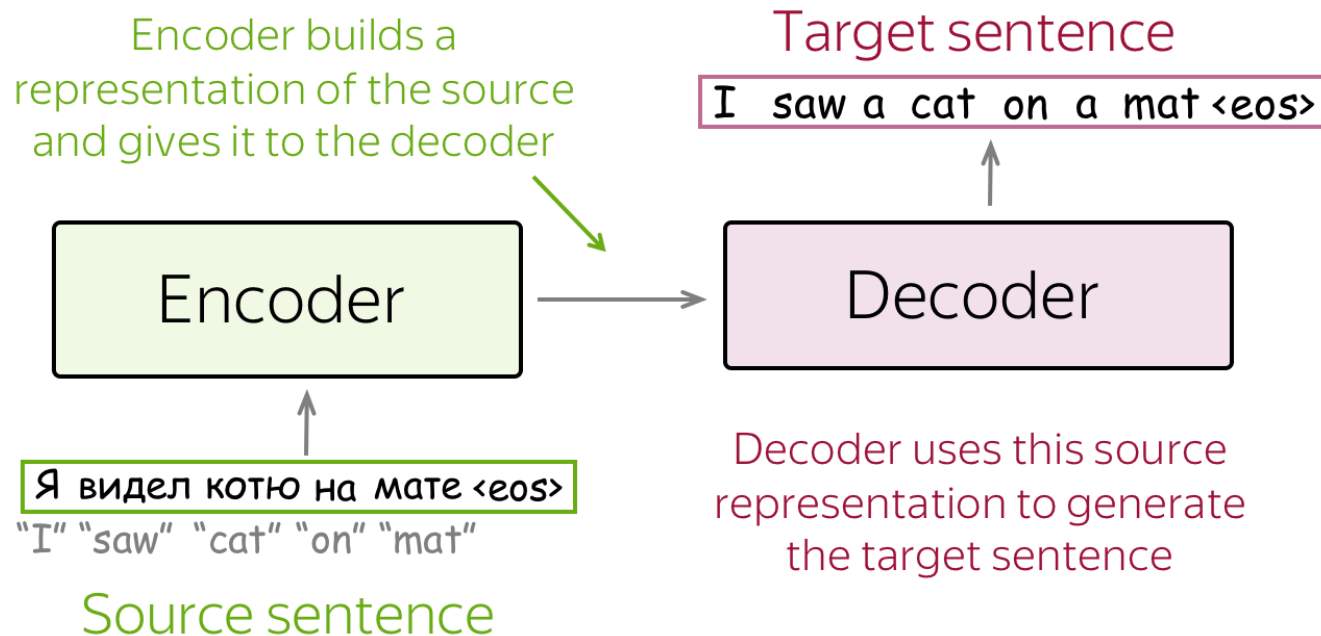 Encoder builds a
representation of the source
and gives it to the decoder
Target sentence
I saw a cat on a mat <eos>
Encoder
Decoder
Я видел котю на мате <eos>
“I” “saw” “cat” “on” “mat”
Source sentence
Decoder uses this source
representation to generate
the target sentence